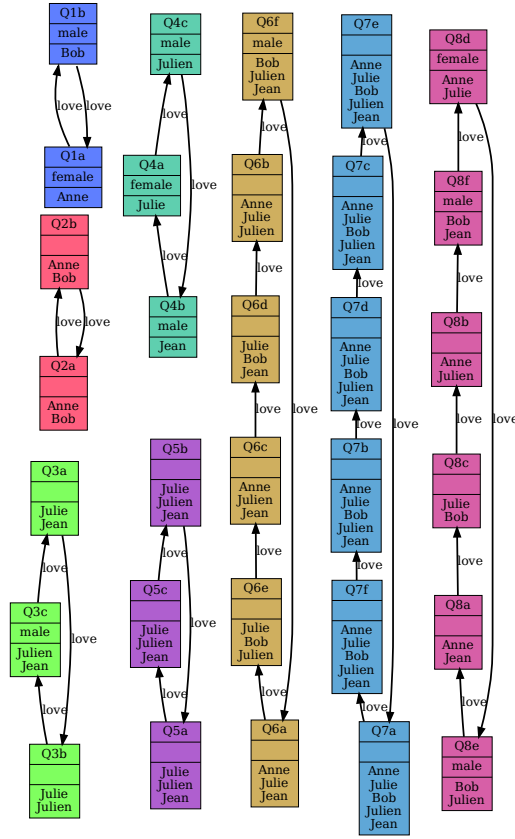 Q1b
male
Bob
love
love
Q1a
female
Anne
Q2b
Anne
Bob
love
love
Q2a
Anne
Bob
Q3a
Julie
Jean
love
Q3c
male
Julien
Jean
love
love
Q3b
Julie
Julien
Q4c
male
Julien
love
Q4a
female
Julie
love
love
Q4b
male
Jean
Q5b
Julie
Julien
Jean
love
Q5c
Julie
Julien
Jean
love
love
Q5a
Julie
Julien
Jean
Q6f
male
Bob
Julien
Jean
love
Q6b
Anne
Julie
Julien
love
Q6d
Julie
Bob
Jean
love
love
Q6c
Anne
Julien
Jean
love
Q6e
Julie
Bob
Julien
love
Q6a
Anne
Julie
Jean
Q7e
Anne
Julie
Bob
Julien
Jean
love
Q7c
Anne
Julie
Bob
Julien
Jean
love
Q7d
Anne
Julie
Bob
Julien
Jean
love
love
Q7b
Anne
Julie
Bob
Julien
Jean
love
Q7f
Anne
Julie
Bob
Julien
Jean
love
Q7a
Anne
Julie
Bob
Julien
Jean
Q8d
female
Anne
Julie
love
Q8f
male
Bob
Jean
love
Q8b
Anne
Julien
love
love
Q8c
Julie
Bob
love
Q8a
Anne
Jean
love
Q8e
male
Bob
Julien